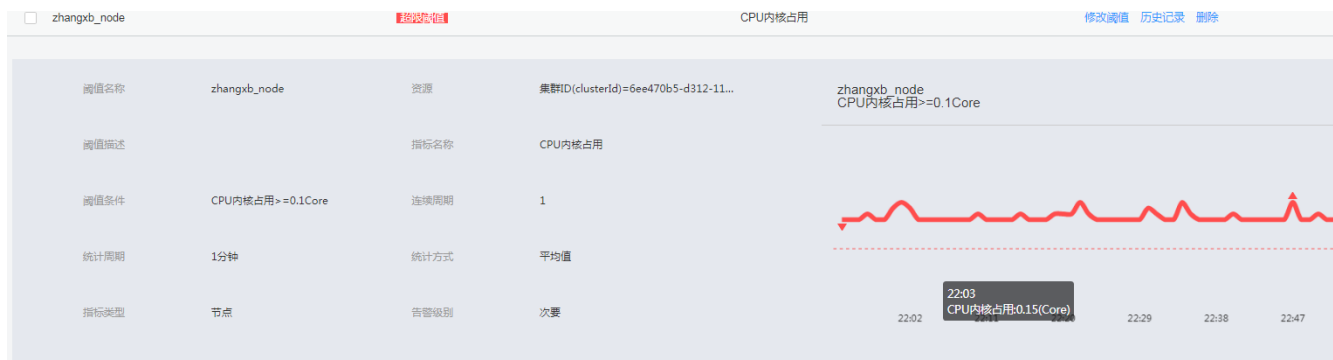 zhangxb_node 超限阈值 CPU内核占用 修改阈值 历史记录 删除
阈值名称 zhangxb_node 资源 集群ID(clusterId)=6ee470b5-d312-11...
zhangxb_node
CPU内核占用>=0.1Core
阈值描述 指标名称 CPU内核占用
阈值条件 CPU内核占用>=0.1Core 连续周期 1
统计周期 1分钟 统计方式 平均值
指标类型 节点 告警级别 次要
22:03
CPU内核占用:0.15(Core)
22:02 22:29 22:38 22:47